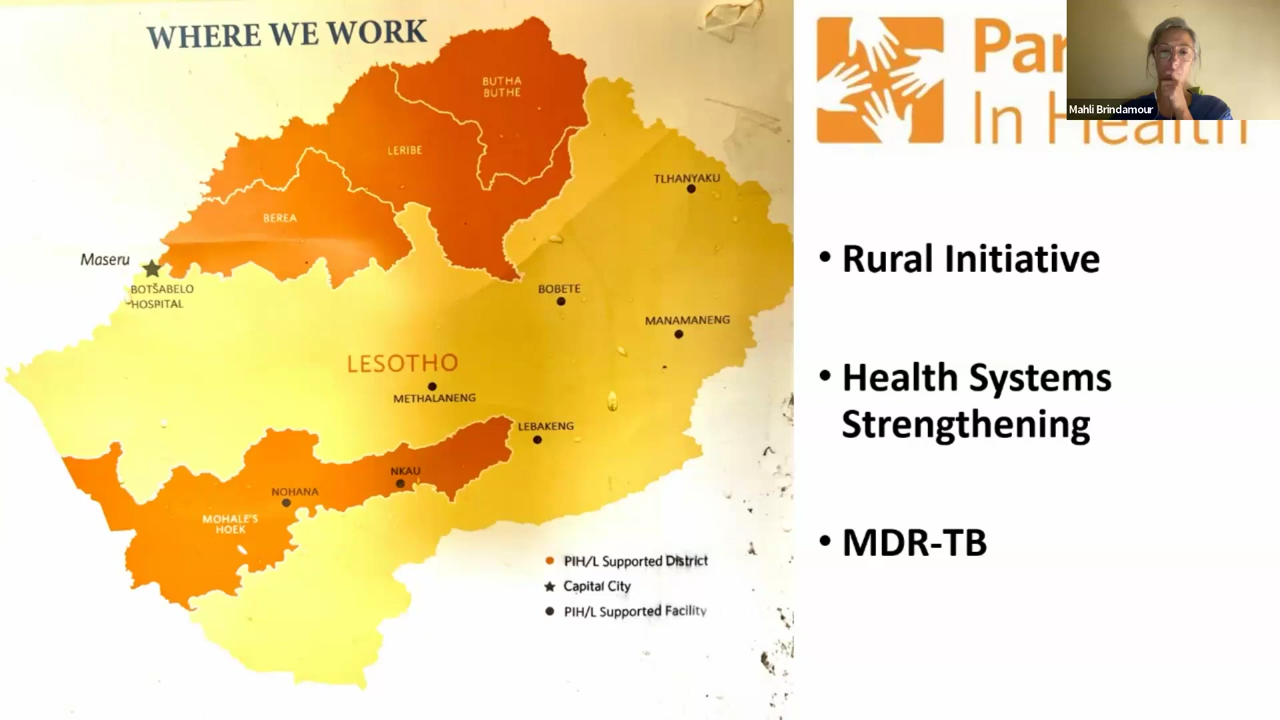 WHERE WE WORK
BUTHA
BUTHE
LERIBE
TLHANYAKU
BEREA
Maseru
BOTŠABELO
HOSPITAL
BOBETE
MANAMANENG
LESOTHO
METHALANENG
LEBAKENG
NKAU
NOHANA
MOHALE'S
HOEK
PIH/L Supported District
Capital City
PIH/L Supported Facility
Par
In Health
Mahli Brindamour
• Rural Initiative
• Health Systems
Strengthening
• MDR-TB